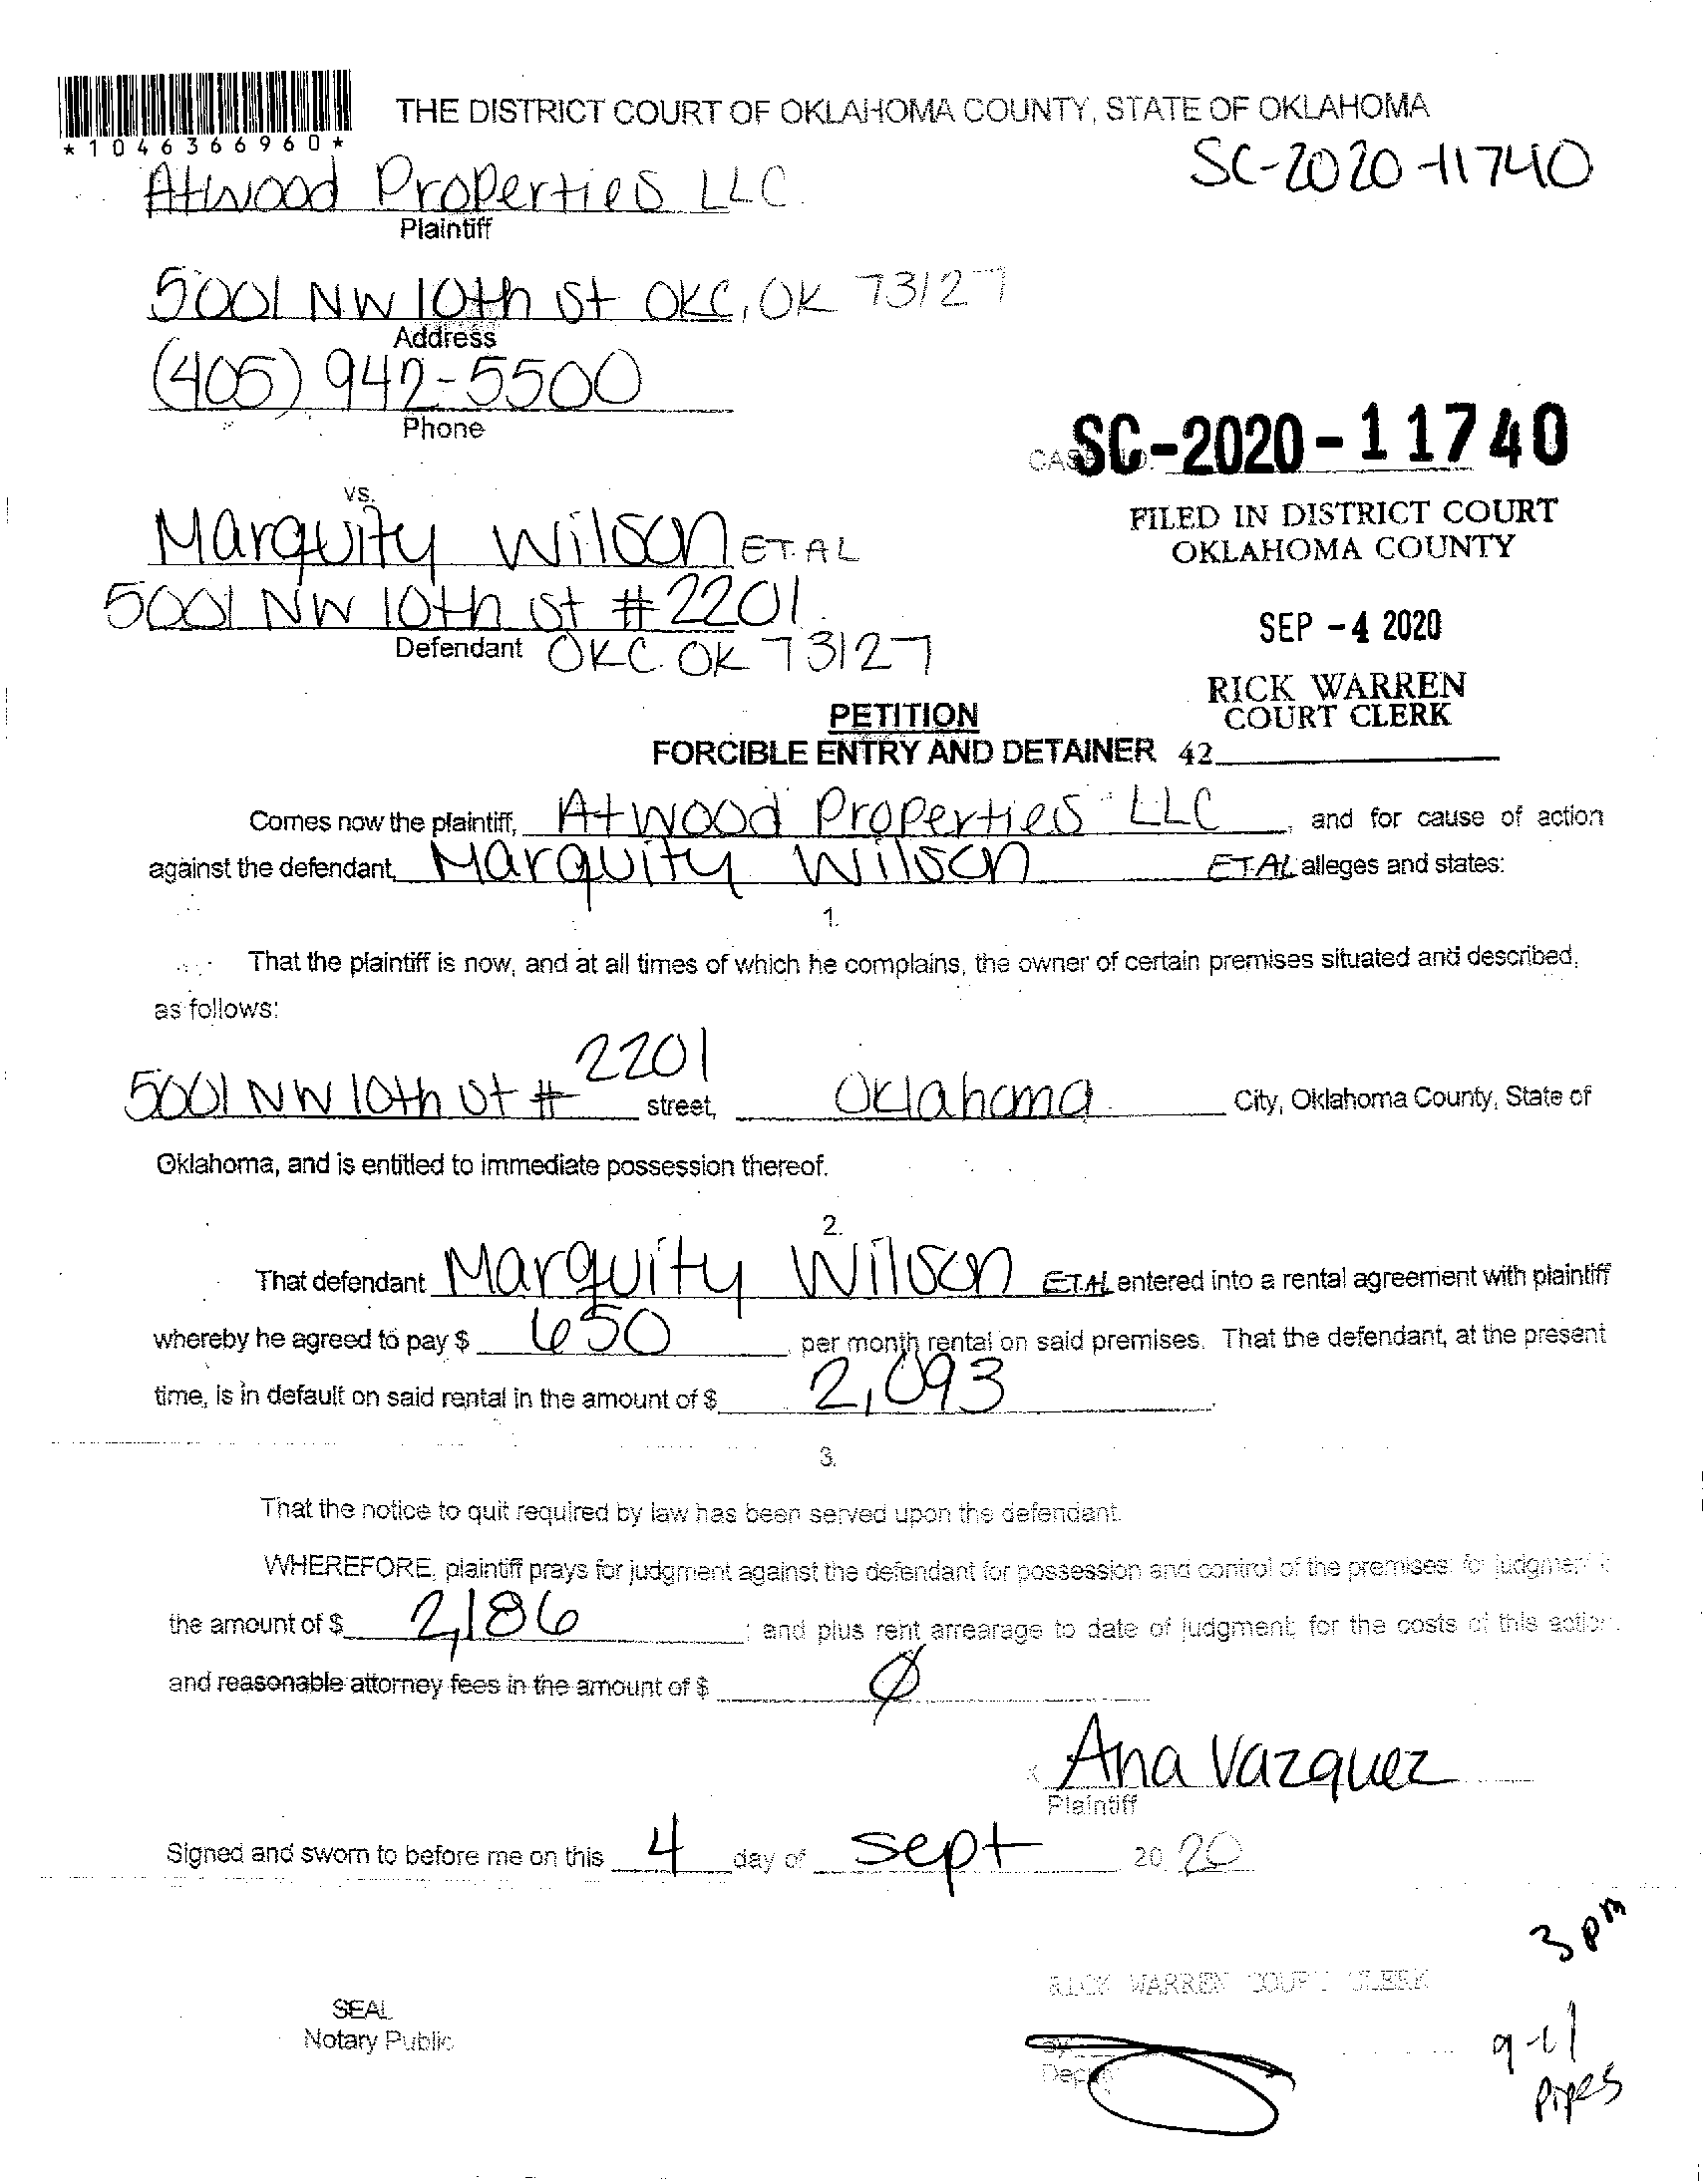 THE DISTRICT COURT OF OKLAHOMA COUNTY, STATE OF OKLAHOMA
*1046366960*
SC-2020-11740
Atwood Properties LLC
Plaintiff
5001 NW 10th St OKC, OK 73127
Address
(405) 942-5500
Phone
SC-2020-11740
FILED IN DISTRICT COURT
OKLAHOMA COUNTY
SEP -4 2020
RICK WARREN
COURT CLERK
42
vs.
Marquity Wilson ET.AL
5001 NW 10th St #2201
Defendant OKC. OK 73127
PETITION
FORCIBLE ENTRY AND DETAINER
Comes now the plaintiff, Atwood Properties LLC, and for cause of action
against the defendant, Marquity Wilson ET.AL alleges and states:
1.
That the plaintiff is now, and at all times of which he complains, the owner of certain premises situated and described,
as follows:
5001 NW 10th St # 2201 street, Oklahoma City, Oklahoma County, State of
Oklahoma, and is entitled to immediate possession thereof.
2.
That defendant Marquity Wilson ET.AL entered into a rental agreement with plaintiff
whereby he agreed to pay $ 650 per month rental on said premises. That the defendant, at the present
time, is in default on said rental in the amount of $ 2,093
3.
That the notice to quit required by law has been served upon the defendant.
WHEREFORE, plaintiff prays for judgment against the defendant for possession and control of the premises: for judgment
the amount of $ 2,186; and plus rent arrearage to date of judgment; for the costs of this action
and reasonable attorney fees in the amount of $ Ø
Ana Vazquez
Plaintiff
Signed and sworn to before me on this 4 day of Sept 2020
3 pm
RICK WARREN COURT CLERK
SEAL
Notary Public
By
Deputy
Pipes